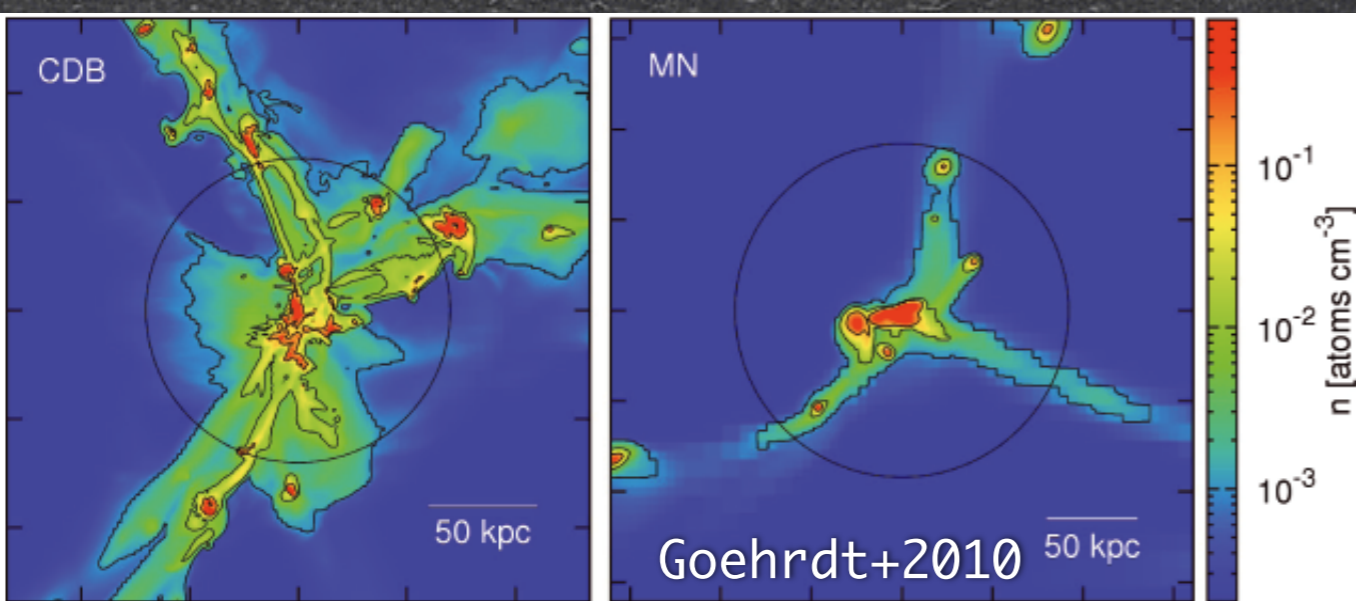 CDB
50 kpc
MN
50 kpc
Goehrdt+2010
10^-1
10^-2
10^-3
n [atoms cm^-3]